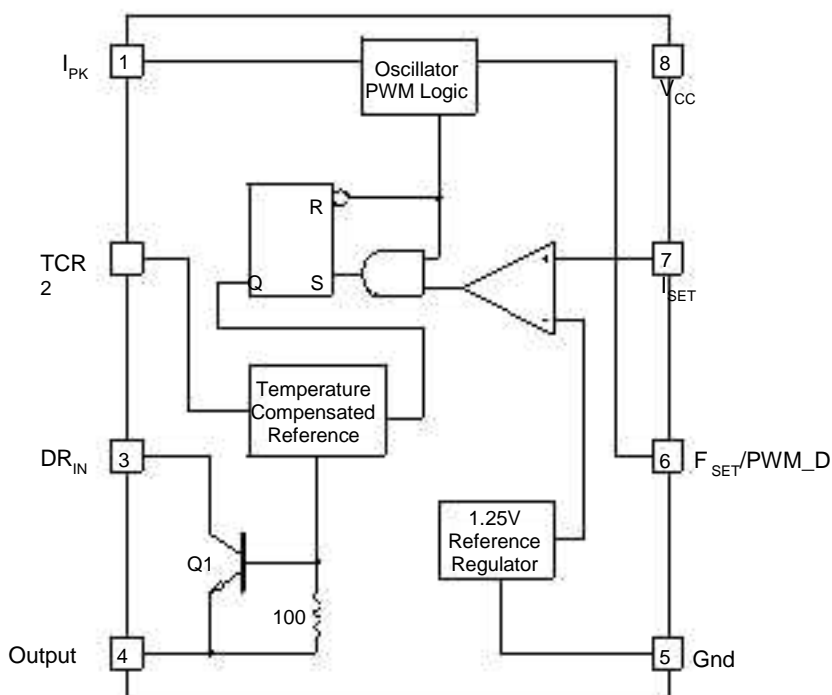 I_PK
1
Oscillator
PWM Logic
8
V_CC
R
TCR
2
Q
S
7
I_SET
Temperature
Compensated
Reference
DR_IN
3
6
F_SET/PWM_D
1.25V
Reference
Regulator
Q1
100
Output
4
5
Gnd
+
-